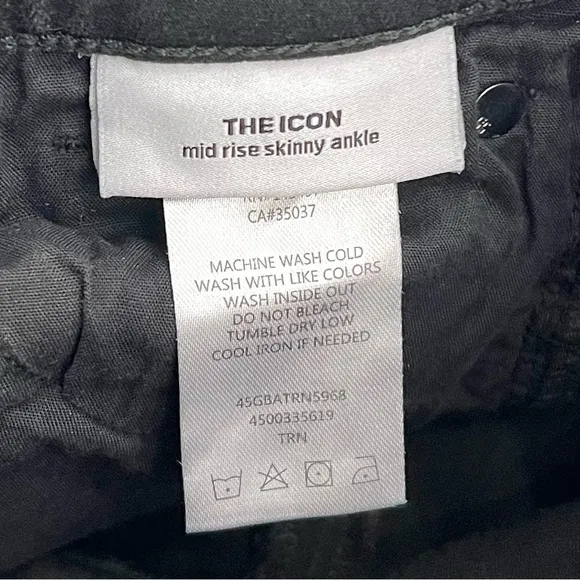 THE ICON
mid rise skinny ankle
CA#35037
MACHINE WASH COLD
WASH WITH LIKE COLORS
WASH INSIDE OUT
DO NOT BLEACH
TUMBLE DRY LOW
COOL IRON IF NEEDED
45GBATRN5968
4500335619
TRN